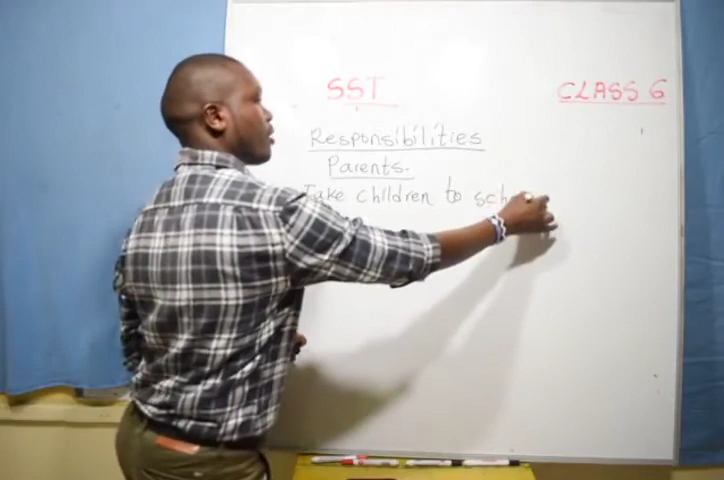 SST
CLASS 6
Responsibilities
Parents.
Take children to sch